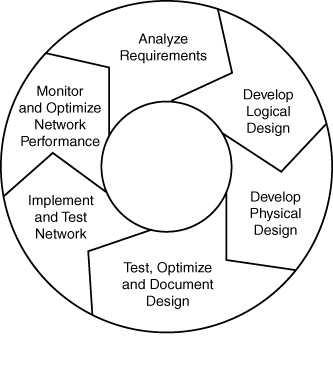 Analyze
Requirements
Develop
Logical
Design
Develop
Physical
Design
Test, Optimize
and Document
Design
Implement
and Test
Network
Monitor
and Optimize
Network
Performance